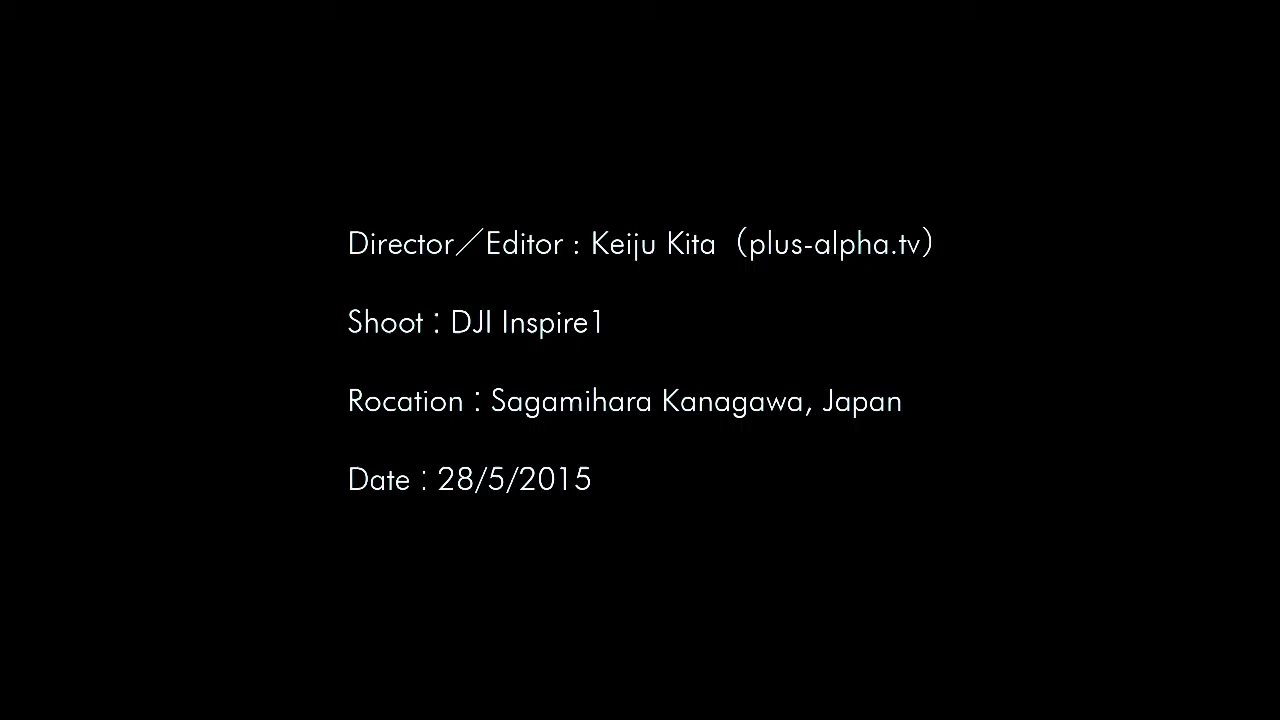 Director／Editor : Keiju Kita（plus-alpha.tv）
Shoot : DJI Inspire1
Rocation : Sagamihara Kanagawa, Japan
Date : 28/5/2015